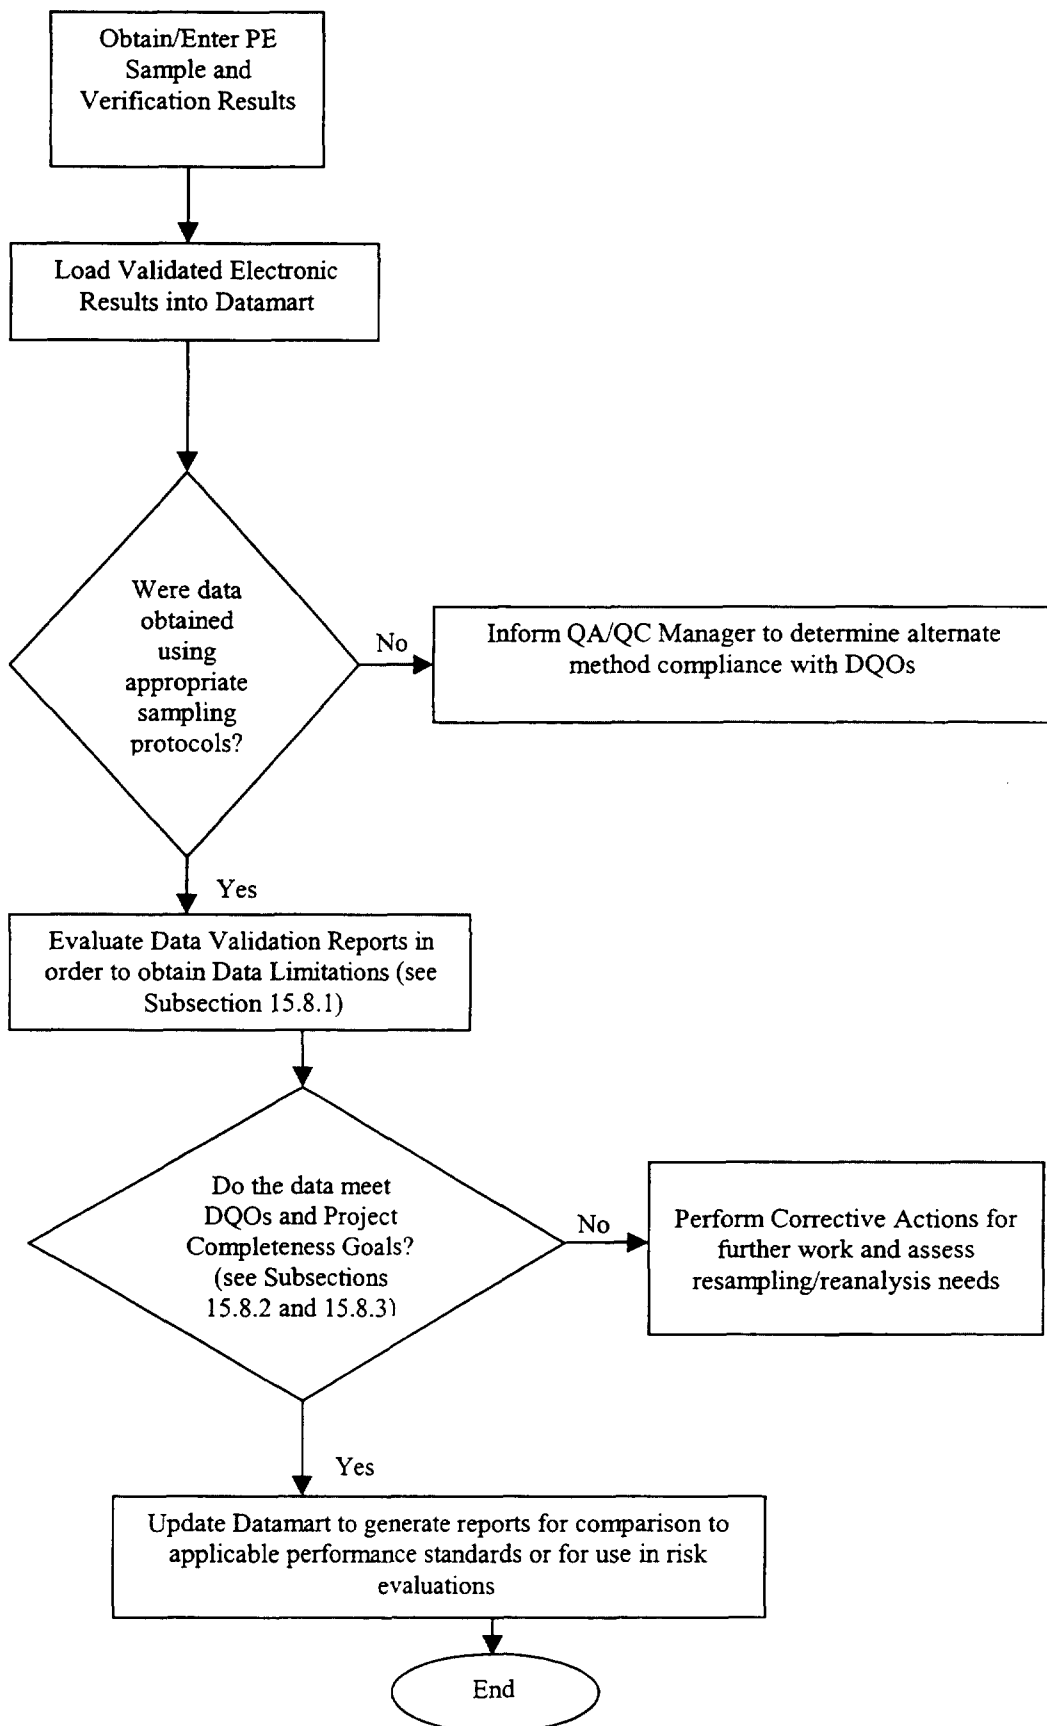 Obtain/Enter PE
Sample and
Verification Results
Load Validated Electronic
Results into Datamart
Were data
obtained
using
appropriate
sampling
protocols?
No
Inform QA/QC Manager to determine alternate
method compliance with DQOs
Yes
Evaluate Data Validation Reports in
order to obtain Data Limitations (see
Subsection 15.8.1)
Do the data meet
DQOs and Project
Completeness Goals?
(see Subsections
15.8.2 and 15.8.3)
No
Perform Corrective Actions for
further work and assess
resampling/reanalysis needs
Yes
Update Datamart to generate reports for comparison to
applicable performance standards or for use in risk
evaluations
End